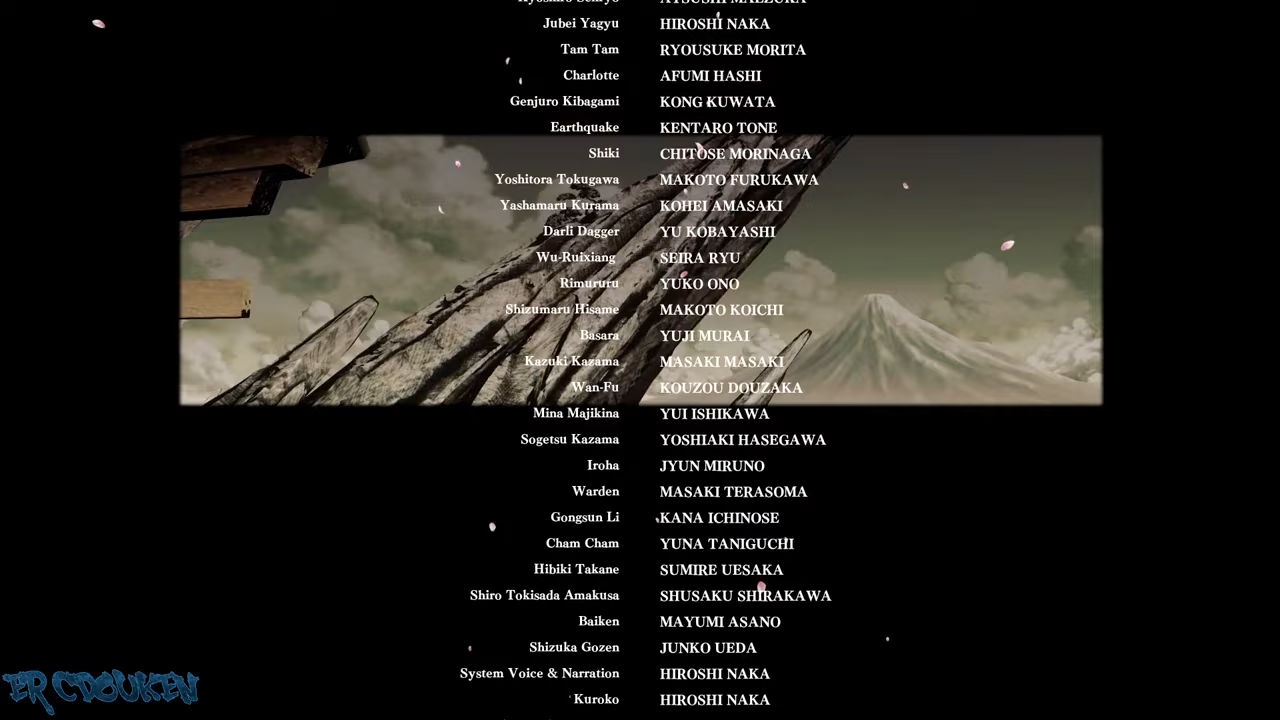 Jubei Yagyu HIROSHI NAKA
Tam Tam RYOUSUKE MORITA
Charlotte AFUMI HASHI
Genjuro Kibagami KONG KUWATA
Earthquake KENTARO TONE
Shiki CHITOSE MORINAGA
Yoshitora Tokugawa MAKOTO FURUKAWA
Yashamaru Kurama KOHEI AMASAKI
Darli Dagger YU KOBAYASHI
Wu-Ruixiang SEIRA RYU
Rimururu YUKO ONO
Shizumaru Hisame MAKOTO KOICHI
Basara YUJI MURAI
Kazuki Kazama MASAKI MASAKI
Wan-Fu KOUZOU DOUZAKA
Mina Majikina YUI ISHIKAWA
Sogetsu Kazama YOSHIAKI HASEGAWA
Iroha JYUN MIRUNO
Warden MASAKI TERASOMA
Gongsun Li KANA ICHINOSE
Cham Cham YUNA TANIGUCHI
Hibiki Takane SUMIRE UESAKA
Shiro Tokisada Amakusa SHUSAKU SHIRAKAWA
Baiken MAYUMI ASANO
Shizuka Gozen JUNKO UEDA
System Voice & Narration HIROSHI NAKA
Kuroko HIROSHI NAKA